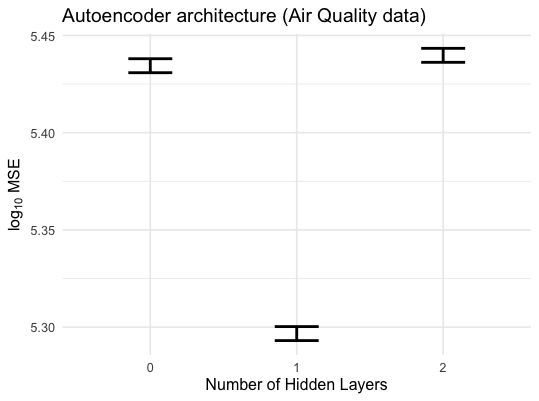 Autoencoder architecture (Air Quality data)
5.45
5.40
5.35
5.30
log₁₀ MSE
0 1 2
Number of Hidden Layers